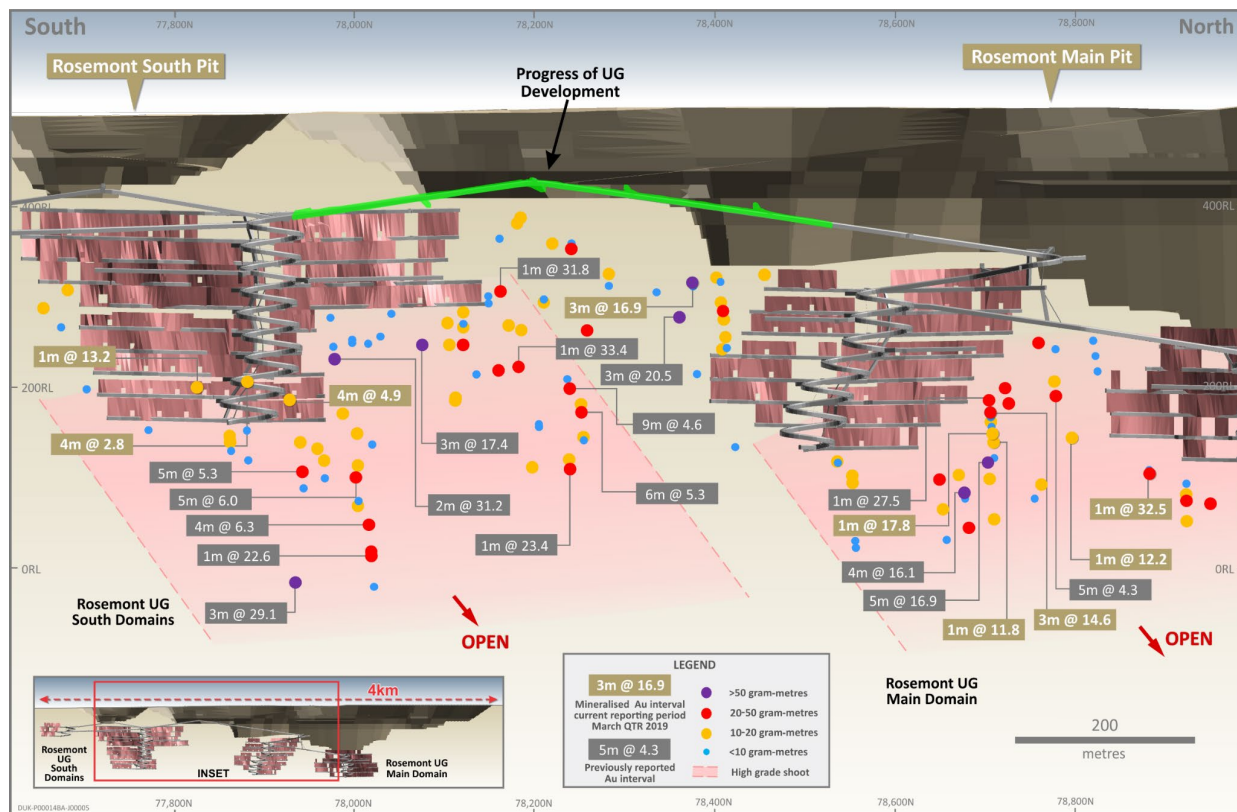 South
77,800N
78,000N
78,200N
78,400N
78,600N
78,800N
North
Rosemont South Pit
Progress of UG
Development
Rosemont Main Pit
400RL
400RL
1m @ 31.8
3m @ 16.9
1m @ 13.2
1m @ 33.4
3m @ 20.5
200RL
200RL
4m @ 4.9
9m @ 4.6
4m @ 2.8
3m @ 17.4
5m @ 5.3
6m @ 5.3
5m @ 6.0
2m @ 31.2
1m @ 27.5
4m @ 6.3
1m @ 17.8
1m @ 32.5
1m @ 23.4
1m @ 22.6
0RL
0RL
4m @ 16.1
1m @ 12.2
5m @ 16.9
5m @ 4.3
3m @ 29.1
3m @ 14.6
1m @ 11.8
Rosemont UG
South Domains
OPEN
OPEN
Rosemont UG
Main Domain
LEGEND
3m @ 16.9
Mineralised Au interval
current reporting period
March QTR 2019
5m @ 4.3
Previously reported
Au interval
>50 gram-metres
20-50 gram-metres
10-20 gram-metres
<10 gram-metres
High grade shoot
4km
Rosemont
UG
South
Domains
INSET
Rosemont UG
Main Domain
200
metres
DUK-P00014BA-J00005
77,800N
78,000N
78,200N
78,400N
78,600N
78,800N